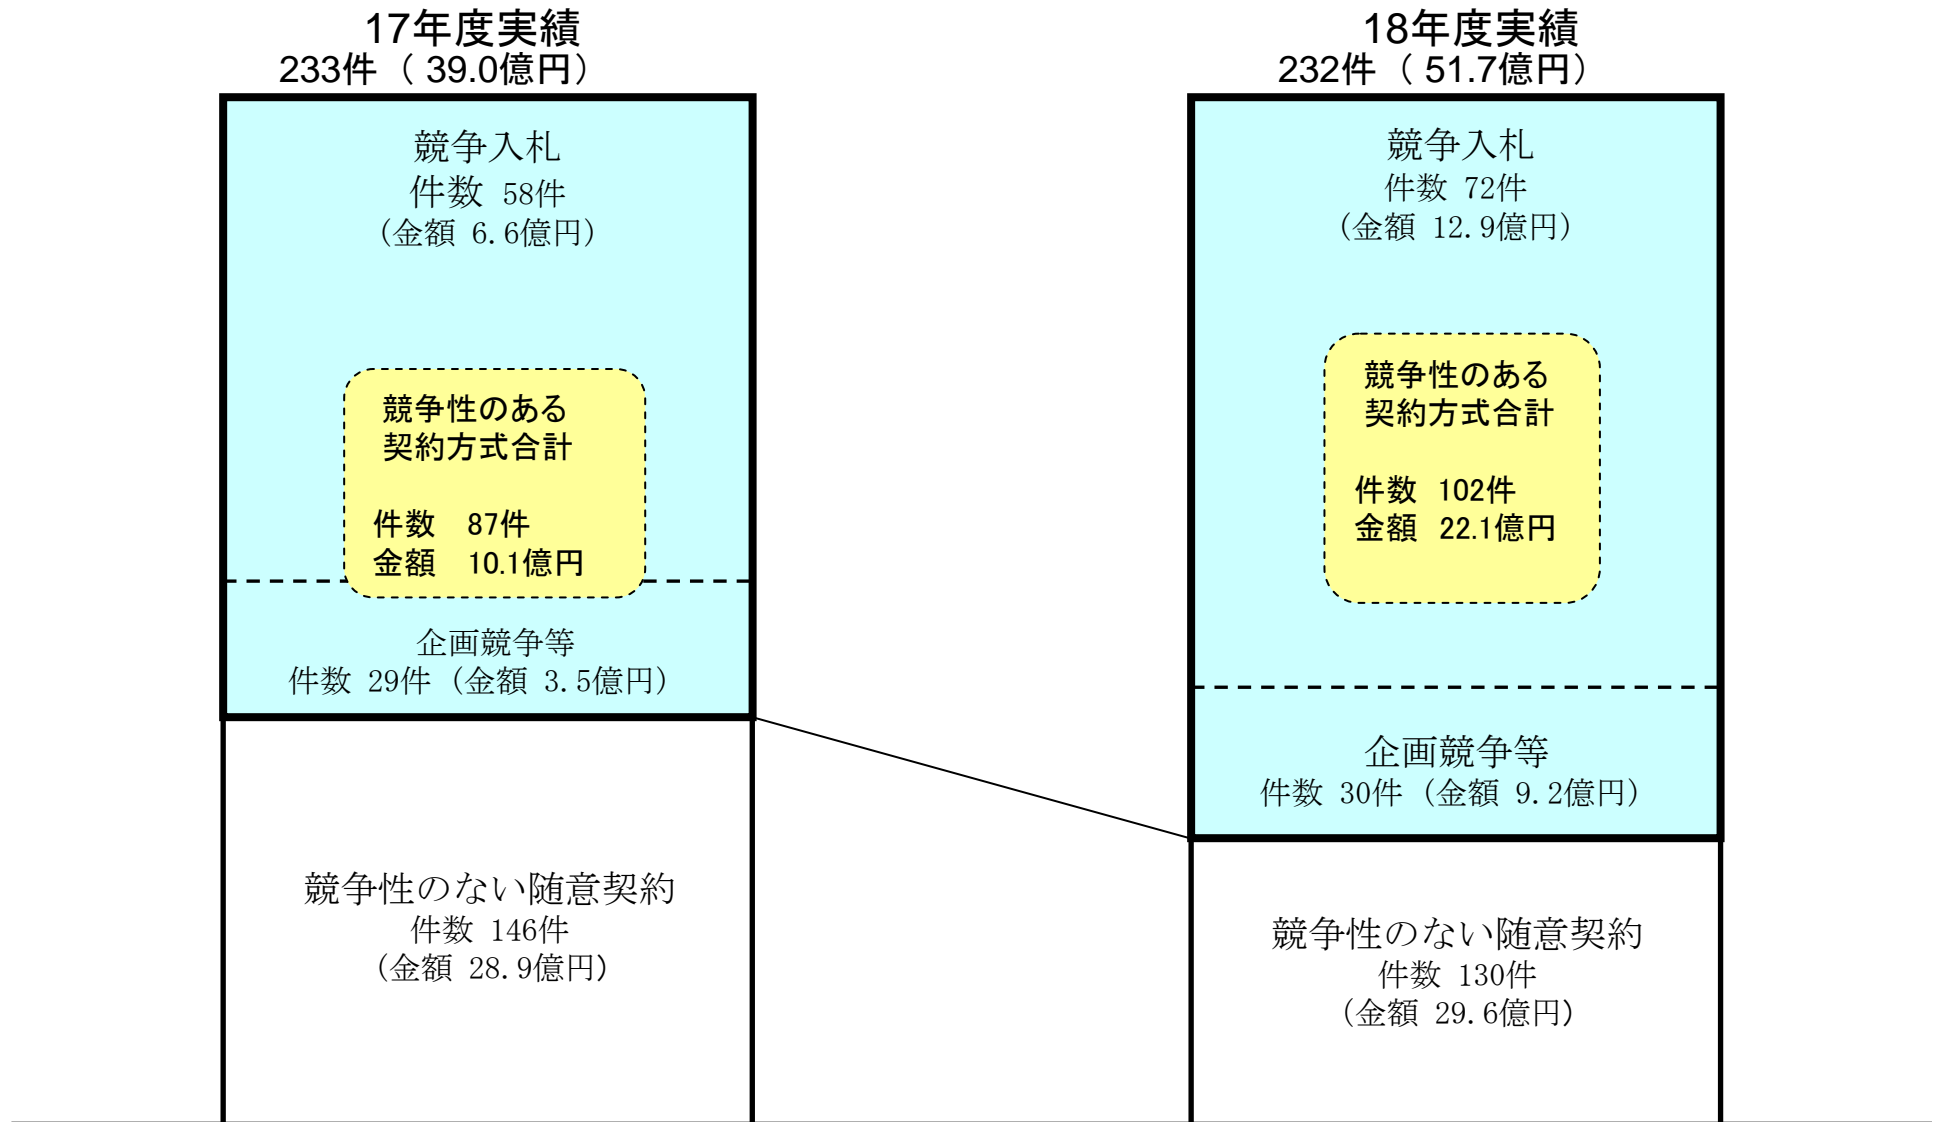 17年度実績
233件（ 39.0億円）
競争入札
件数 58件
(金額 6.6億円)
競争性のある
契約方式合計
件数 87件
金額 10.1億円
企画競争等
件数 29件 (金額 3.5億円)
競争性のない随意契約
件数 146件
(金額 28.9億円)
18年度実績
232件（ 51.7億円）
競争入札
件数 72件
(金額 12.9億円)
競争性のある
契約方式合計
件数 102件
金額 22.1億円
企画競争等
件数 30件 (金額 9.2億円)
競争性のない随意契約
件数 130件
(金額 29.6億円)